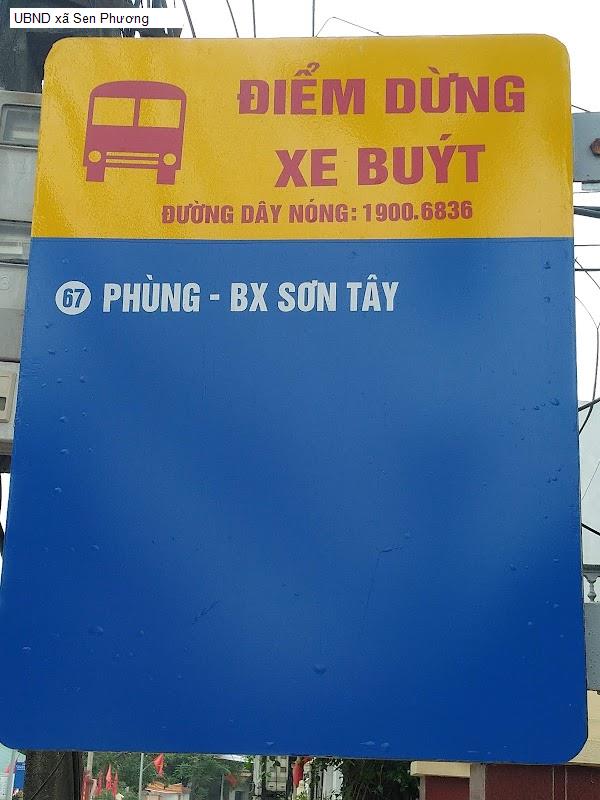 UBND xã Sen Phương
ĐIỂM DỪNG
XE BUÝT
ĐƯỜNG DÂY NÓNG: 1900.6836
67 PHÙNG - BX SƠN TÂY